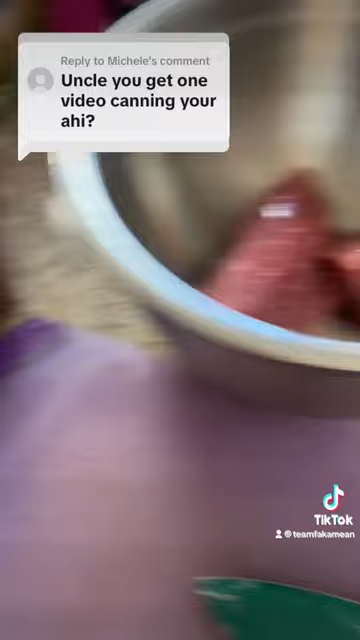 Reply to Michele's comment
Uncle you get one
video canning your
ahi?
TikTok
@teamfakamean